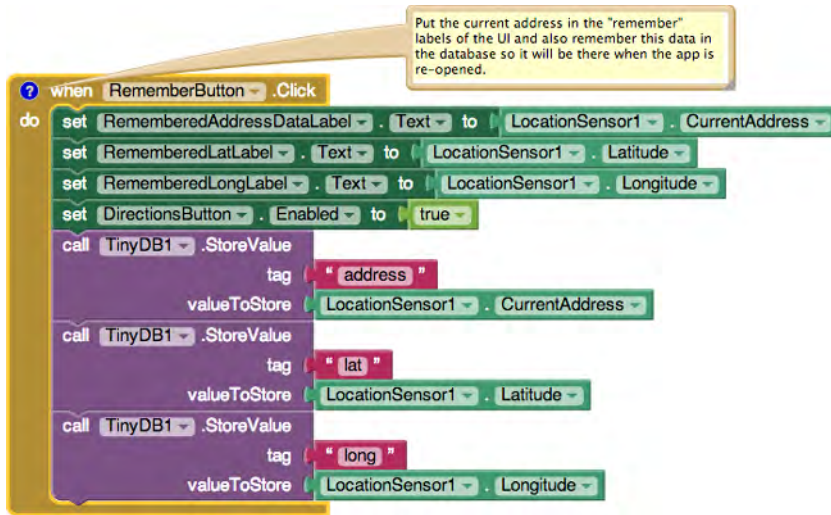 Put the current address in the "remember"
labels of the UI and also remember this data in
the database so it will be there when the app is
re-opened.
? when RememberButton .Click
do set RememberedAddressDataLabel . Text to LocationSensor1 . CurrentAddress
set RememberedLatLabel . Text to LocationSensor1 . Latitude
set RememberedLongLabel . Text to LocationSensor1 . Longitude
set DirectionsButton . Enabled to true
call TinyDB1 .StoreValue
tag " address "
valueToStore LocationSensor1 . CurrentAddress
call TinyDB1 .StoreValue
tag " lat "
valueToStore LocationSensor1 . Latitude
call TinyDB1 .StoreValue
tag " long "
valueToStore LocationSensor1 . Longitude